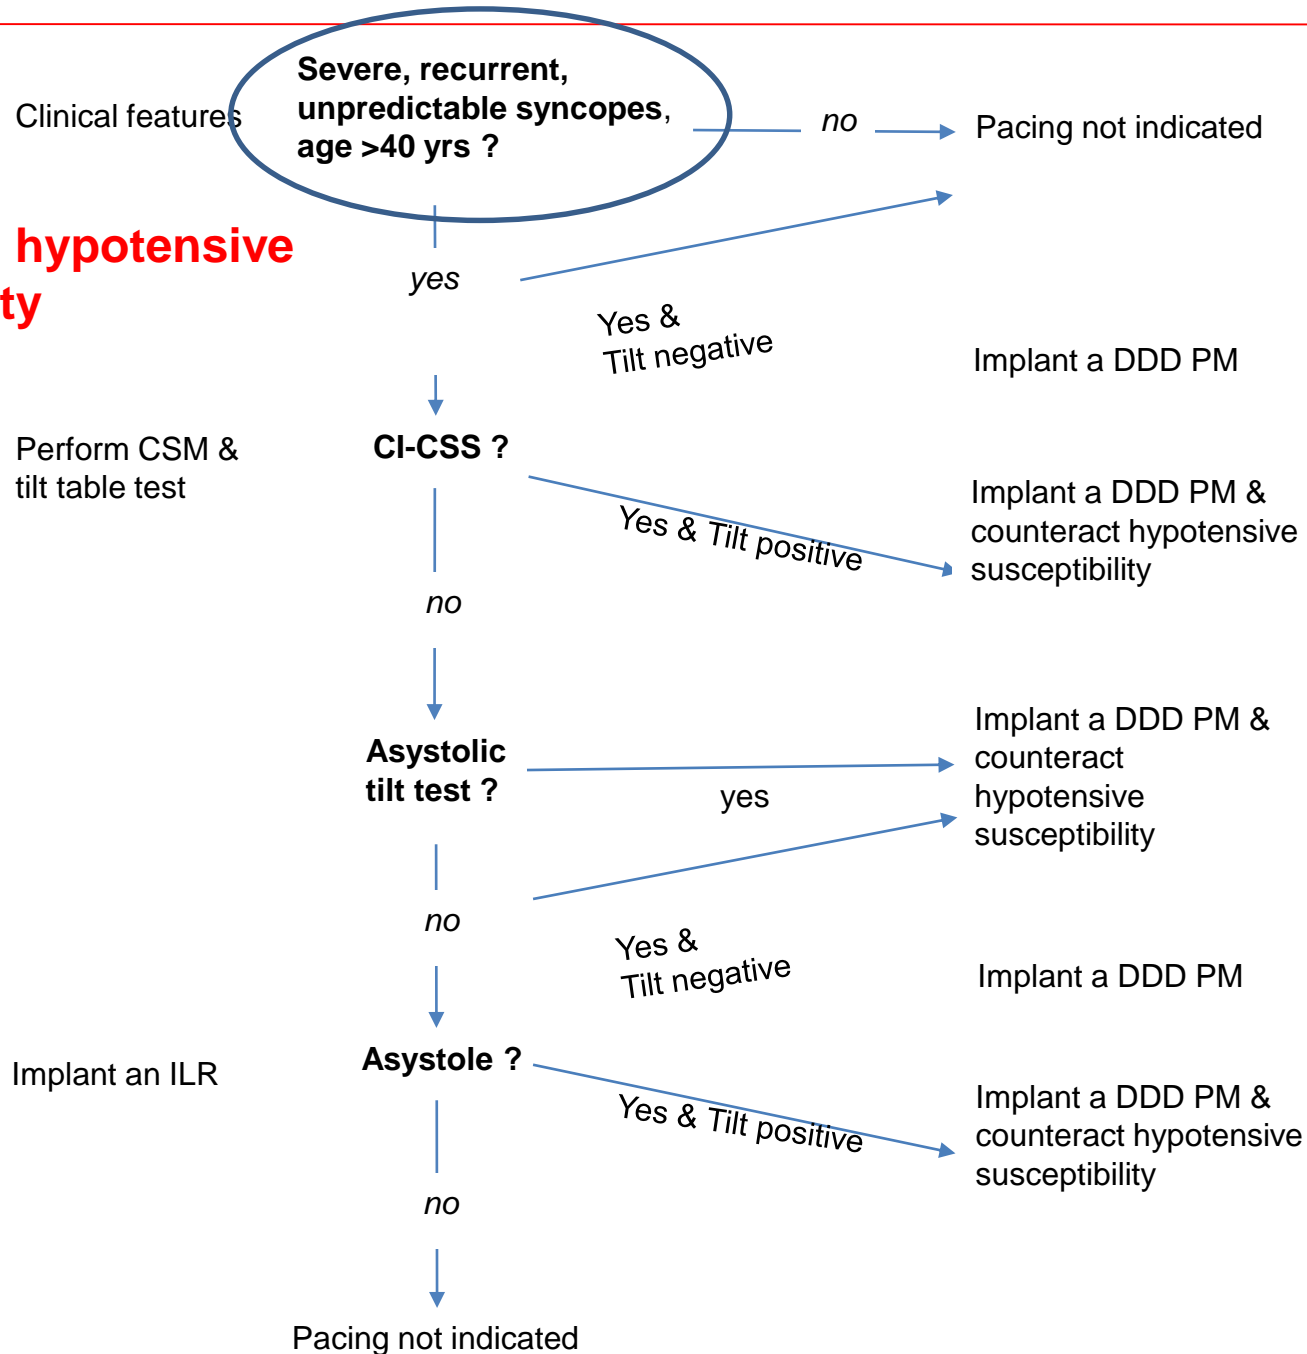 Severe, recurrent,
unpredictable syncopes,
age >40 yrs ?
Clinical features
no
Pacing not indicated
hypotensive
ty
yes
Yes &
Tilt negative
Implant a DDD PM
Perform CSM &
tilt table test
CI-CSS ?
Yes & Tilt positive
Implant a DDD PM &
counteract hypotensive
susceptibility
no
Asystolic
tilt test ?
yes
Implant a DDD PM &
counteract
hypotensive
susceptibility
no
Yes &
Tilt negative
Implant a DDD PM
Implant an ILR
Asystole ?
Yes & Tilt positive
Implant a DDD PM &
counteract hypotensive
susceptibility
no
Pacing not indicated